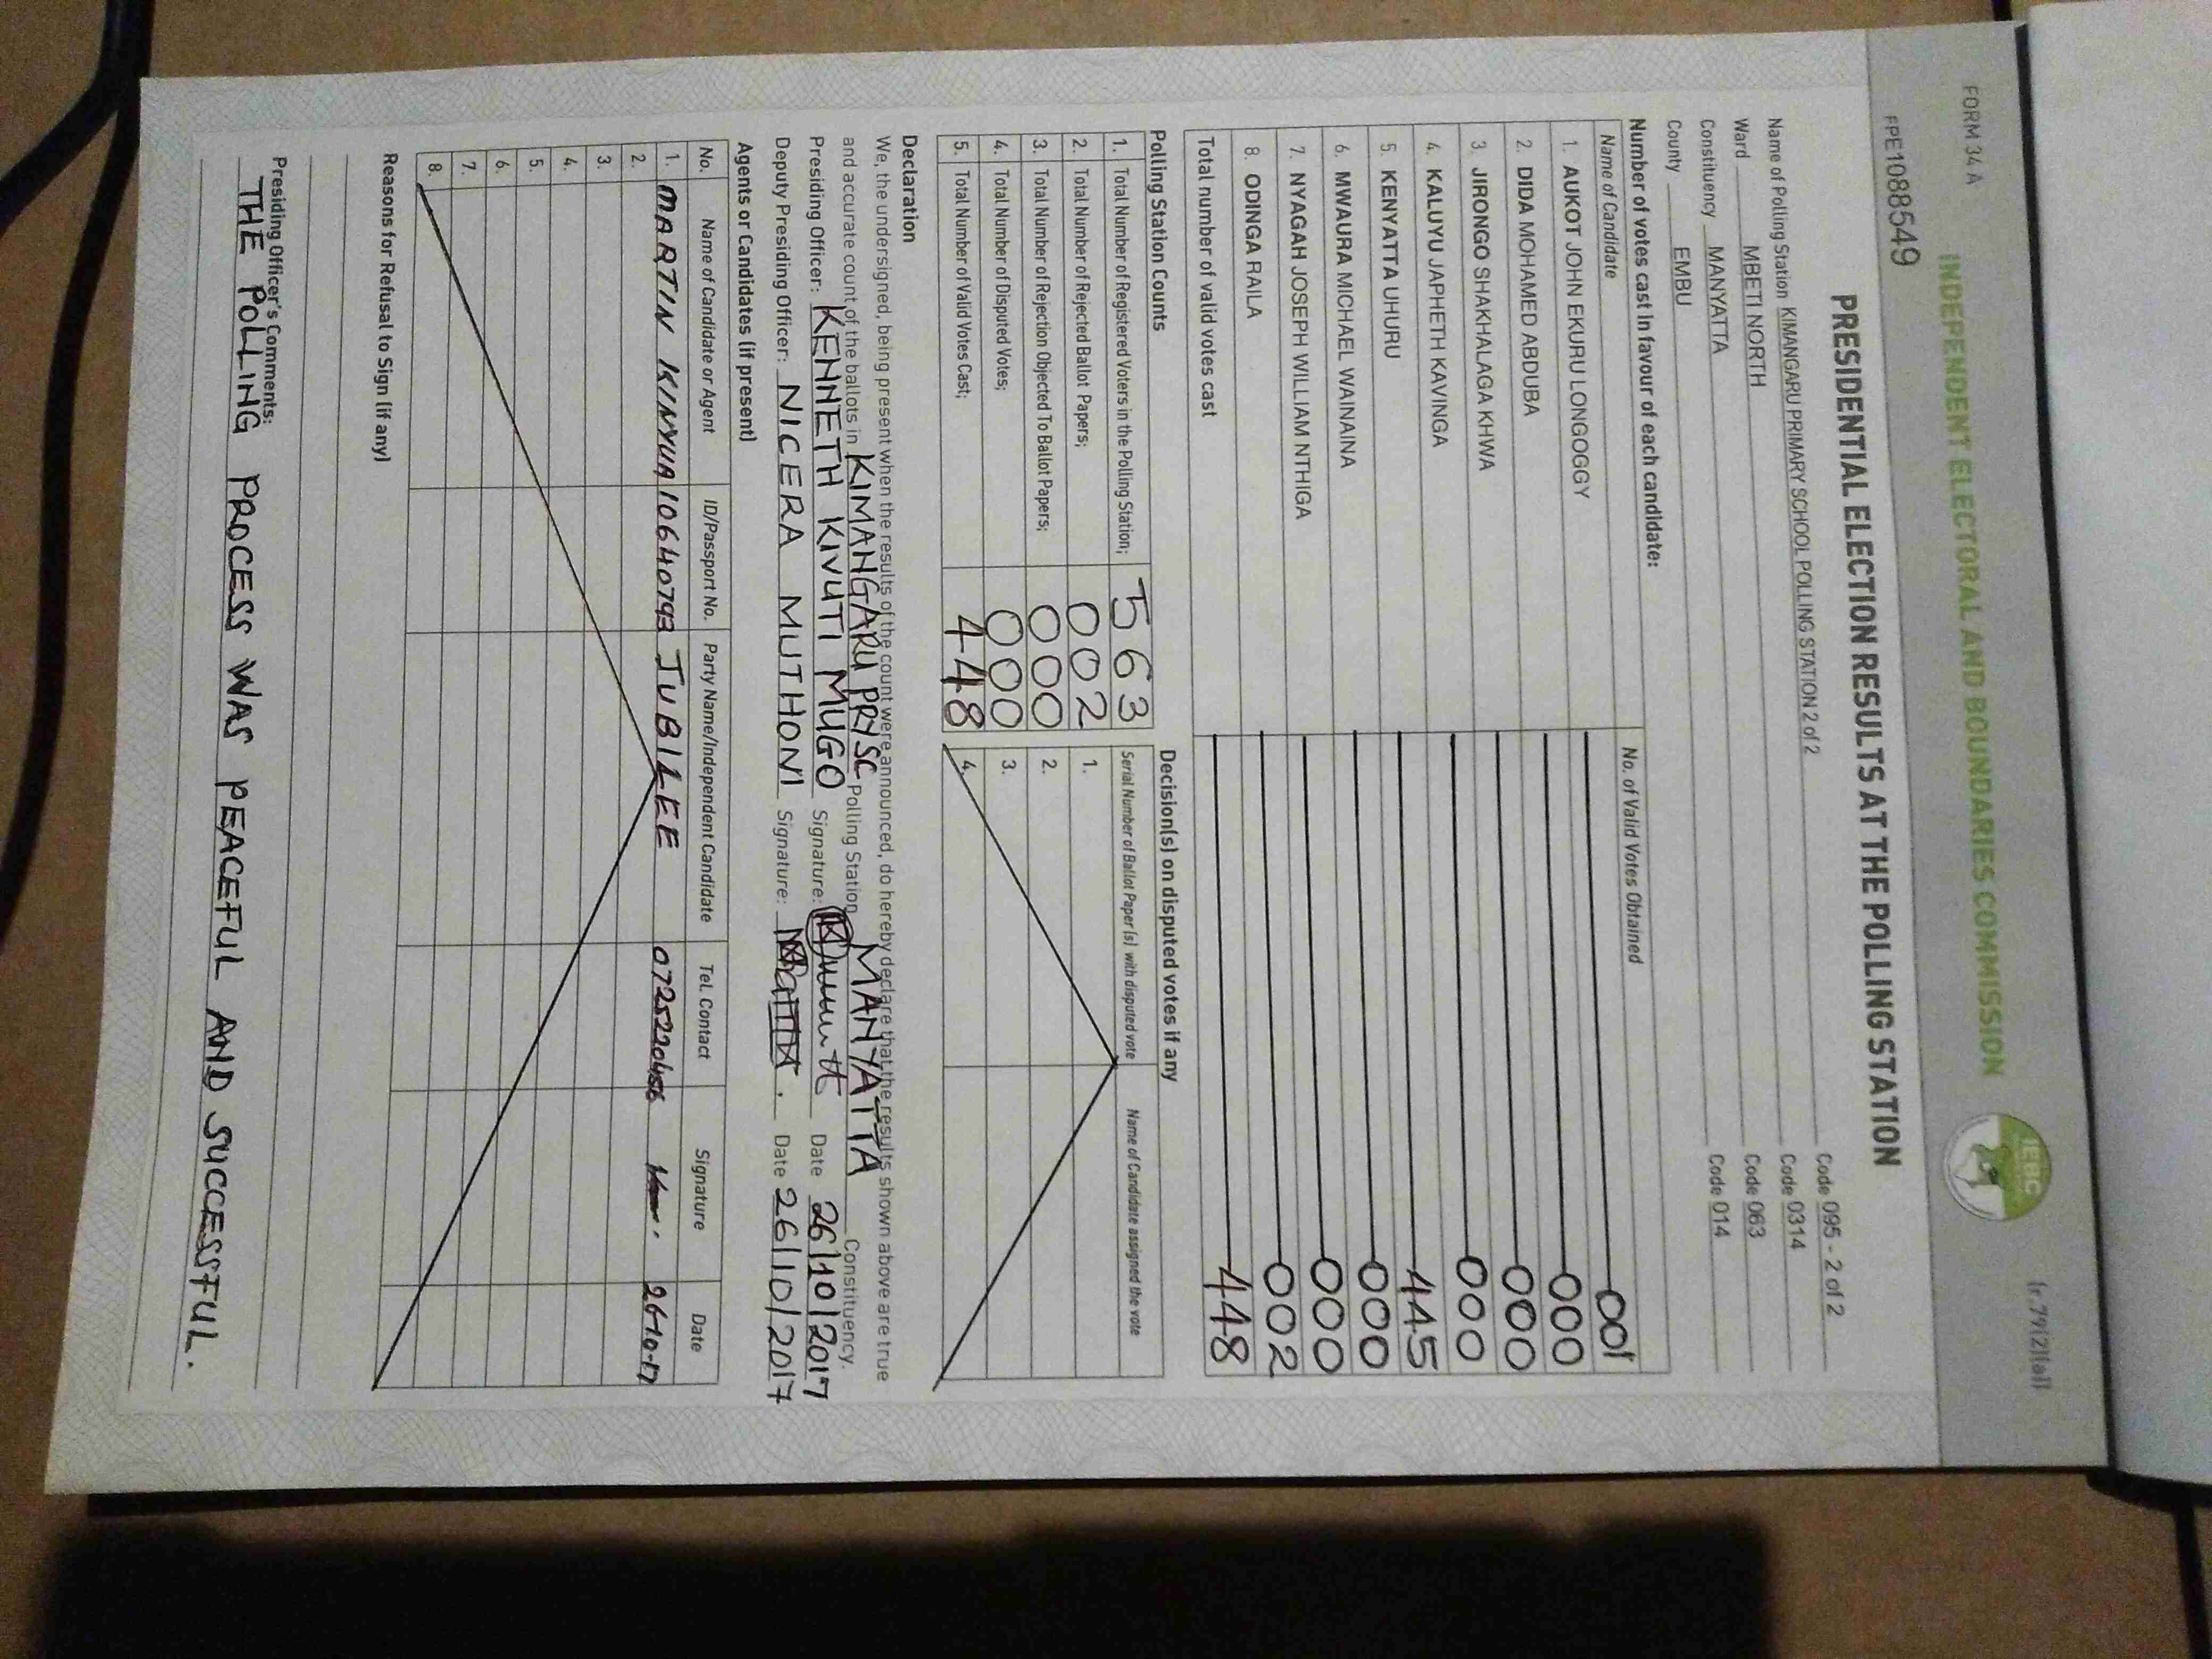 FORM 34 A
fr.79(2)(a)]
INDEPENDENT ELECTORAL AND BOUNDARIES COMMISSION
IEBC
FPE1088549
PRESIDENTIAL ELECTION RESULTS AT THE POLLING STATION
Name of Polling Station KIMANGARU PRIMARY SCHOOL POLLING STATION 2 of 2 Code 095 - 2 of 2
Ward MBETI NORTH Code 0314
Constituency MANYATTA Code 063
County EMBU Code 014
Number of votes cast in favour of each candidate:
Name of Candidate No. of Valid Votes Obtained
1. AUKOT JOHN EKURU LONGOGGY 001
2. DIDA MOHAMED ABDUBA 000
3. JIRONGO SHAKHALAGA KHWA 000
4. KALUYU JAPHETH KAVINGA 000
5. KENYATTA UHURU 445
6. MWAURA MICHAEL WAINAINA 000
7. NYAGAH JOSEPH WILLIAM NTHIGA 000
8. ODINGA RAILA 002
Total number of valid votes cast 448
Polling Station Counts
1. Total Number of Registered Voters in the Polling Station; 563
2. Total Number of Rejected Ballot Papers; 002
3. Total Number of Rejection Objected To Ballot Papers; 000
4. Total Number of Disputed Votes; 000
5. Total Number of Valid Votes Cast; 448
Decision(s) on disputed votes if any
Serial Number of Ballot Paper(s) with disputed vote Name of Candidate assigned the vote
1.
2.
3.
4.
Declaration
We, the undersigned, being present when the results of the count were announced, do hereby declare that the results shown above are true
and accurate count of the ballots in KIMANGARU PRY SC Polling Station MANYATTA Constituency.
Presiding Officer: KENNETH KIVUTI MUGO Signature: Date 26/10/2017
Deputy Presiding Officer: NICERA MUTHONI Signature: Date 26/10/2017
Agents or Candidates (if present)
No. Name of Candidate or Agent ID/Passport No. Party Name/Independent Candidate Tel. Contact Signature Date
1. MARTIN KINYUA 10640793 JUBILEE 26-10-17
2.
3.
4.
5.
6.
7.
8.
Reasons for Refusal to Sign (if any)
Presiding Officer's Comments:
THE POLLING PROCESS WAS PEACEFUL AND SUCCESSFUL.